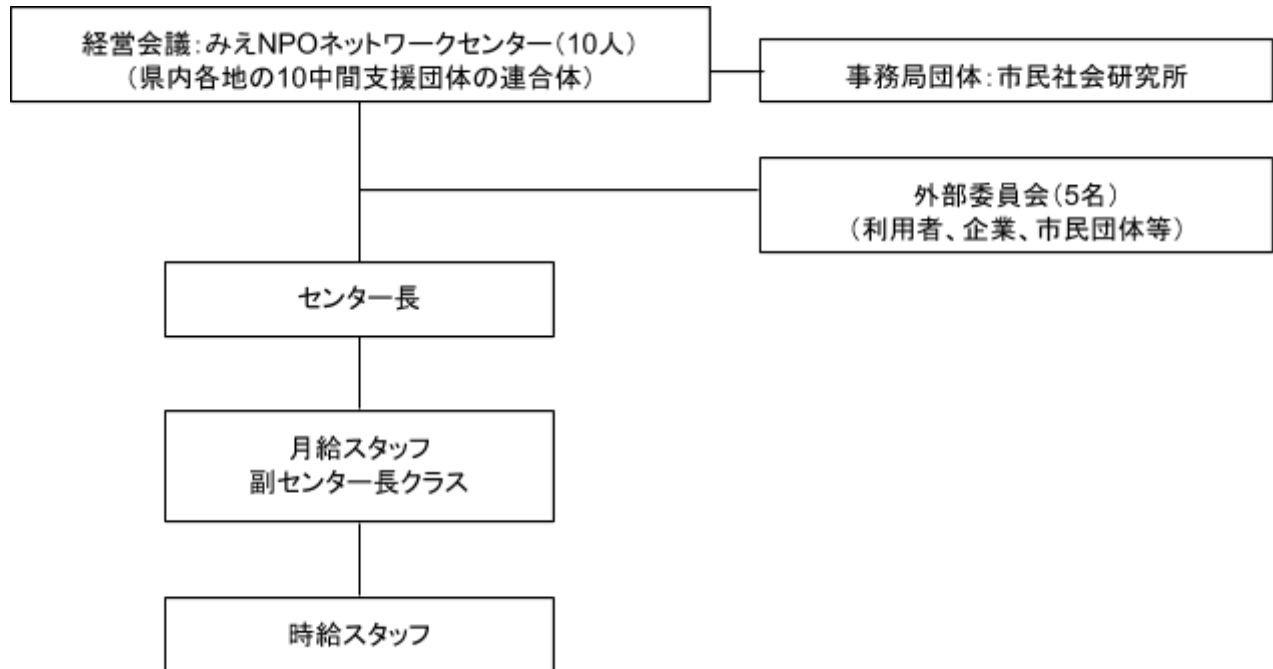 経営会議:みえNPOネットワークセンター(10人)
(県内各地の10中間支援団体の連合体)
事務局団体:市民社会研究所
外部委員会(5名)
(利用者、企業、市民団体等)
センター長
月給スタッフ
副センター長クラス
時給スタッフ